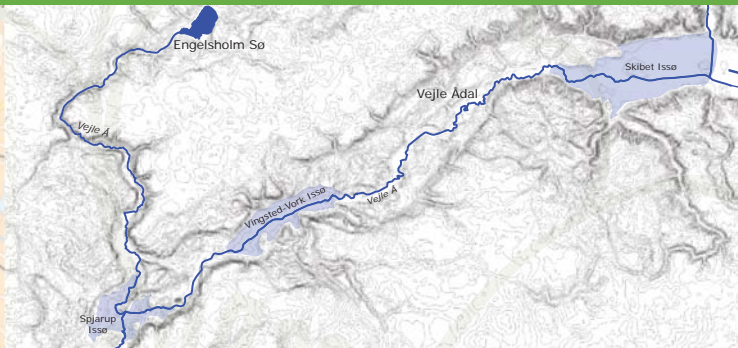 Engelsholm Sø
Skibet Issø
Vejle Ådal
Vejle Å
Vingsted-Vork Issø
Vejle Å
Spjarup
Issø